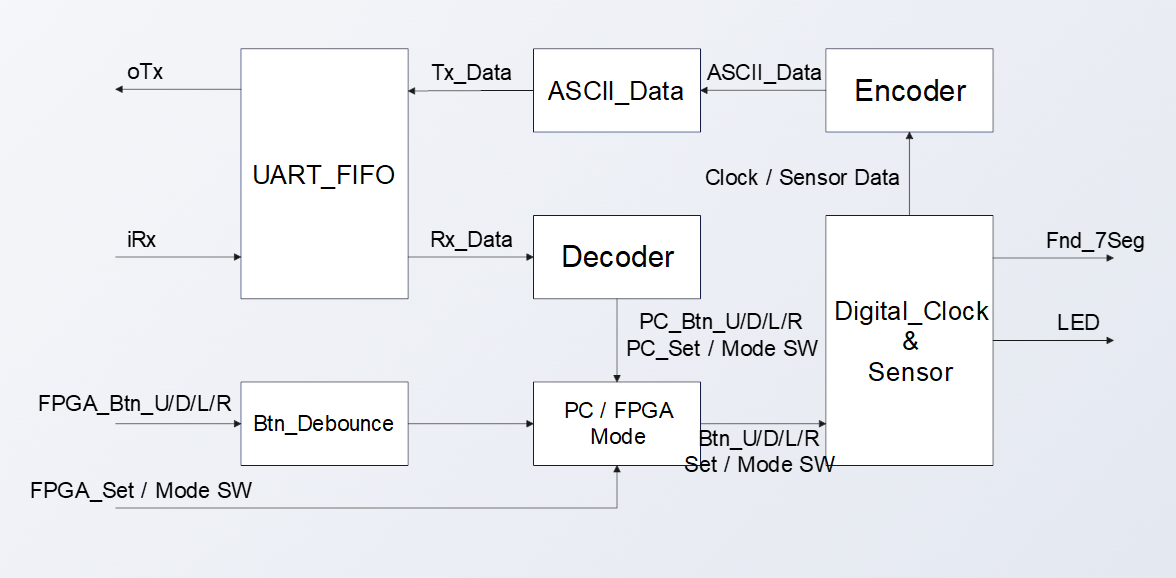 oTx
Tx_Data
ASCII_Data
ASCII_Data
Encoder
UART_FIFO
Clock / Sensor Data
iRx
Rx_Data
Decoder
Fnd_7Seg
Digital_Clock
&
Sensor
LED
PC_Btn_U/D/L/R
PC_Set / Mode SW
FPGA_Btn_U/D/L/R
Btn_Debounce
PC / FPGA
Mode
Btn_U/D/L/R
Set / Mode SW
FPGA_Set / Mode SW